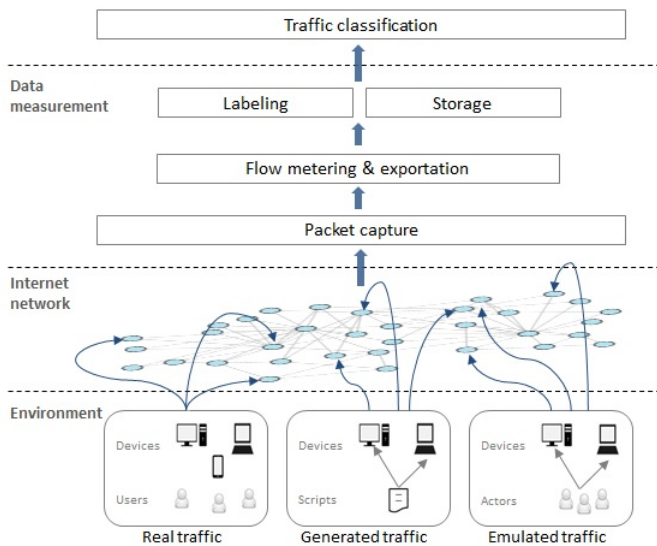 Traffic classification
Data
measurement
Labeling
Storage
Flow metering & exportation
Packet capture
Internet
network
Environment
Devices
Users
Real traffic
Devices
Scripts
Generated traffic
Devices
Actors
Emulated traffic